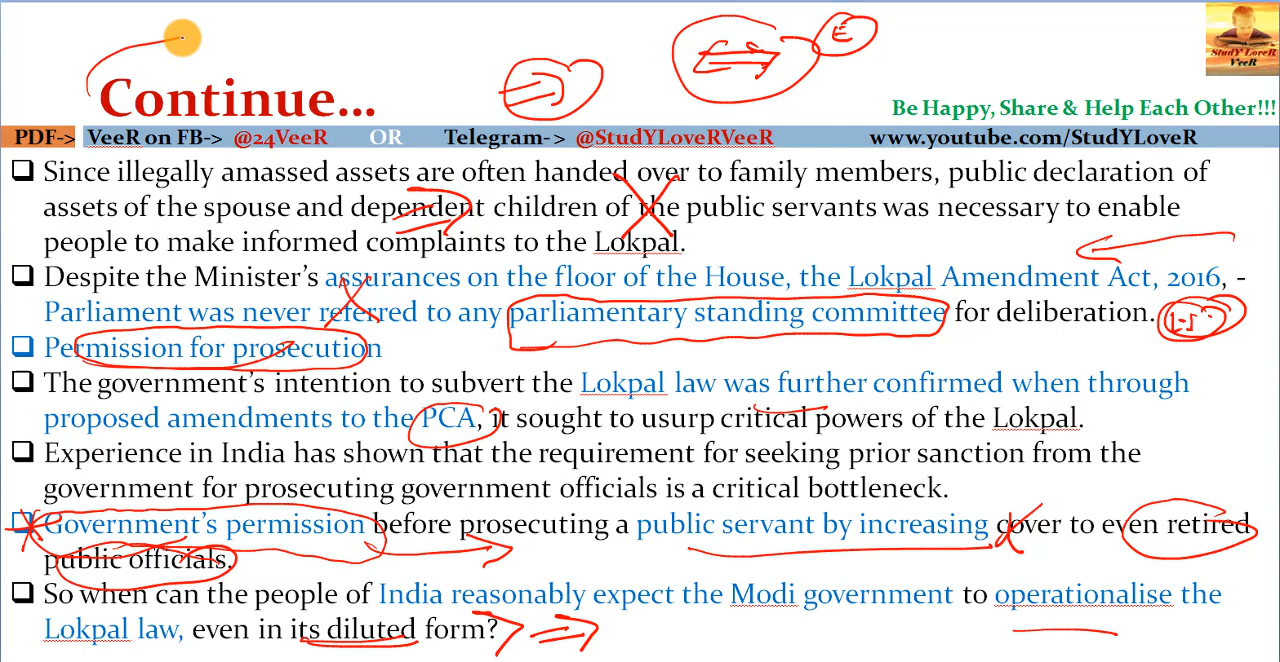 StudY LoveR
VeeR
E
Continue...
Be Happy, Share & Help Each Other!!!
PDF-> VeeR on FB-> @24VeeR OR Telegram-> @StudYLoveRVeeR www.youtube.com/StudYLoveR
❑ Since illegally amassed assets are often handed over to family members, public declaration of
assets of the spouse and dependent children of the public servants was necessary to enable
people to make informed complaints to the Lokpal.
❑ Despite the Minister's assurances on the floor of the House, the Lokpal Amendment Act, 2016, -
Parliament was never referred to any parliamentary standing committee for deliberation.
❑ Permission for prosecution
❑ The government's intention to subvert the Lokpal law was further confirmed when through
proposed amendments to the PCA, it sought to usurp critical powers of the Lokpal.
❑ Experience in India has shown that the requirement for seeking prior sanction from the
government for prosecuting government officials is a critical bottleneck.
❑ Government's permission before prosecuting a public servant by increasing cover to even retired
public officials.
❑ So when can the people of India reasonably expect the Modi government to operationalise the
Lokpal law, even in its diluted form?